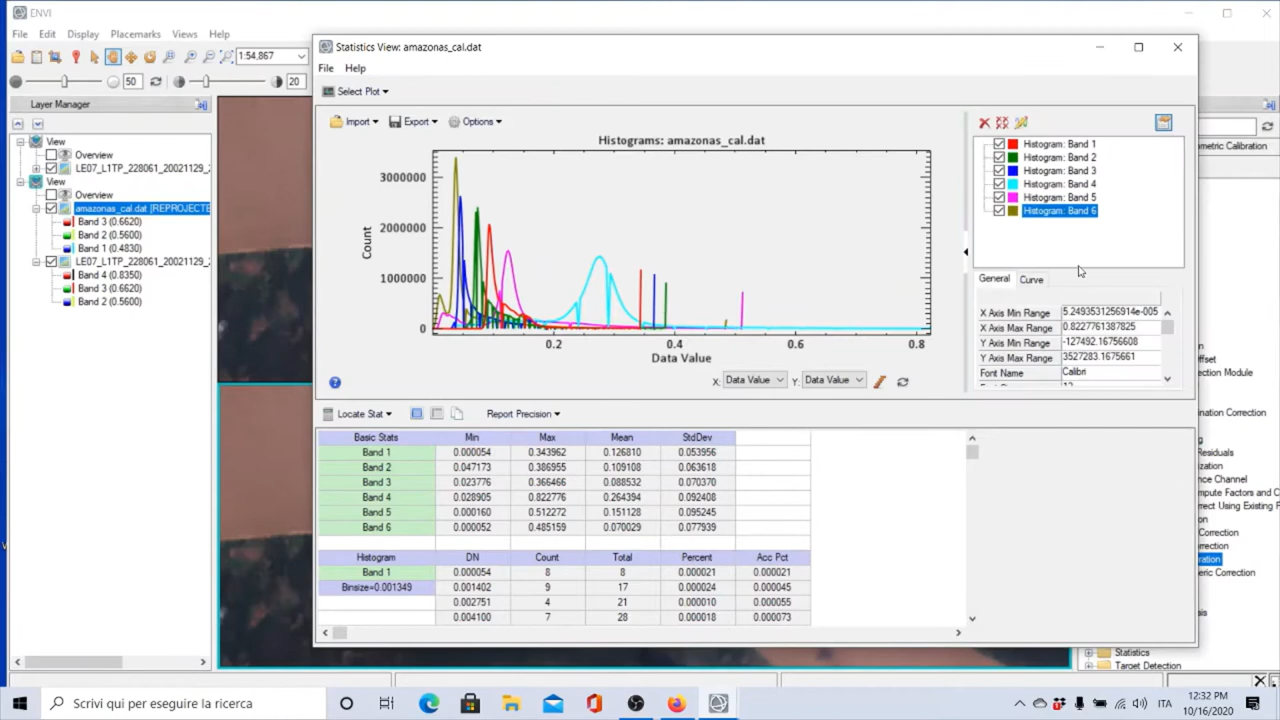 ENVI
File Edit Display Placemarks Views Help
1:54,867
50
20
Layer Manager
View
Overview
LE07_L1TP_228061_20021129_
View
Overview
amazonas_cal.dat [REPROJECTE
Band 3 (0.6620)
Band 2 (0.5600)
Band 1 (0.4830)
LE07_L1TP_228061_20021129_
Band 4 (0.8350)
Band 3 (0.6620)
Band 2 (0.5600)
Statistics View: amazonas_cal.dat
File Help
Select Plot
Import Export Options
Histograms: amazonas_cal.dat
3000000
2000000
1000000
0
Count
0.2 0.4 0.6 0.8
Data Value
X: Data Value Y: Data Value
Histogram: Band 1
Histogram: Band 2
Histogram: Band 3
Histogram: Band 4
Histogram: Band 5
Histogram: Band 6
General Curve
X Axis Min Range 5.2493531256914e-005
X Axis Max Range 0.8227761387825
Y Axis Min Range -127492.16756608
Y Axis Max Range 3527283.1675661
Font Name Calibri
Locate Stat Report Precision
Basic Stats Min Max Mean StdDev
Band 1 0.000054 0.343962 0.126810 0.053956
Band 2 0.047173 0.386955 0.109108 0.063618
Band 3 0.023776 0.366466 0.088532 0.070370
Band 4 0.028905 0.822776 0.264394 0.092408
Band 5 0.000160 0.512272 0.151128 0.095245
Band 6 0.000052 0.485159 0.070029 0.077939
Histogram DN Count Total Percent Acc Pct
Band 1 0.000054 8 8 0.000021 0.000021
Binsize=0.001349 0.001402 9 17 0.000024 0.000045
0.002751 4 21 0.000010 0.000055
0.004100 7 28 0.000018 0.000073
ometric Calibration
on
ffset
ection Module
ination Correction
g
Residuals
ization
nce Channel
mpute Factors and C
rrect Using Existing F
on
Correction
orrection
ration
neric Correction
is
Statistics
Target Detection
Scrivi qui per eseguire la ricerca
ITA
12:32 PM
10/16/2020